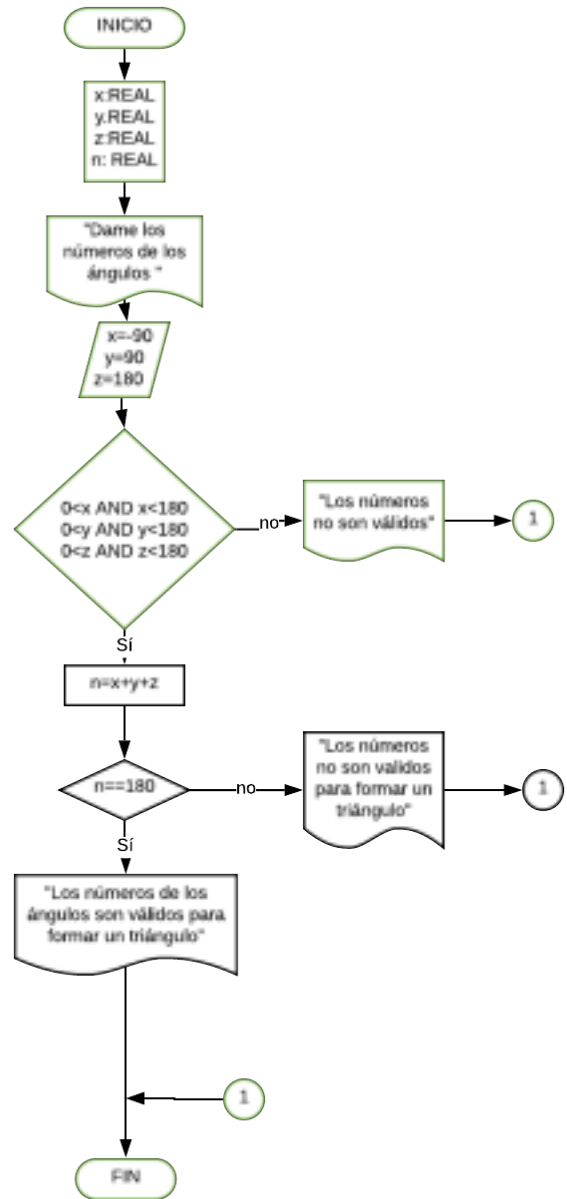 INICIO
x:REAL
y.REAL
z:REAL
n: REAL
"Dame los
números de los
ángulos "
x=-90
y=90
z=180
0<x AND x<180
0<y AND y<180
0<z AND z<180
no
"Los números
no son válidos"
1
Sí
n=x+y+z
n==180
no
"Los números
no son validos
para formar un
triángulo"
1
Sí
"Los números de los
ángulos son válidos para
formar un triángulo"
1
FIN